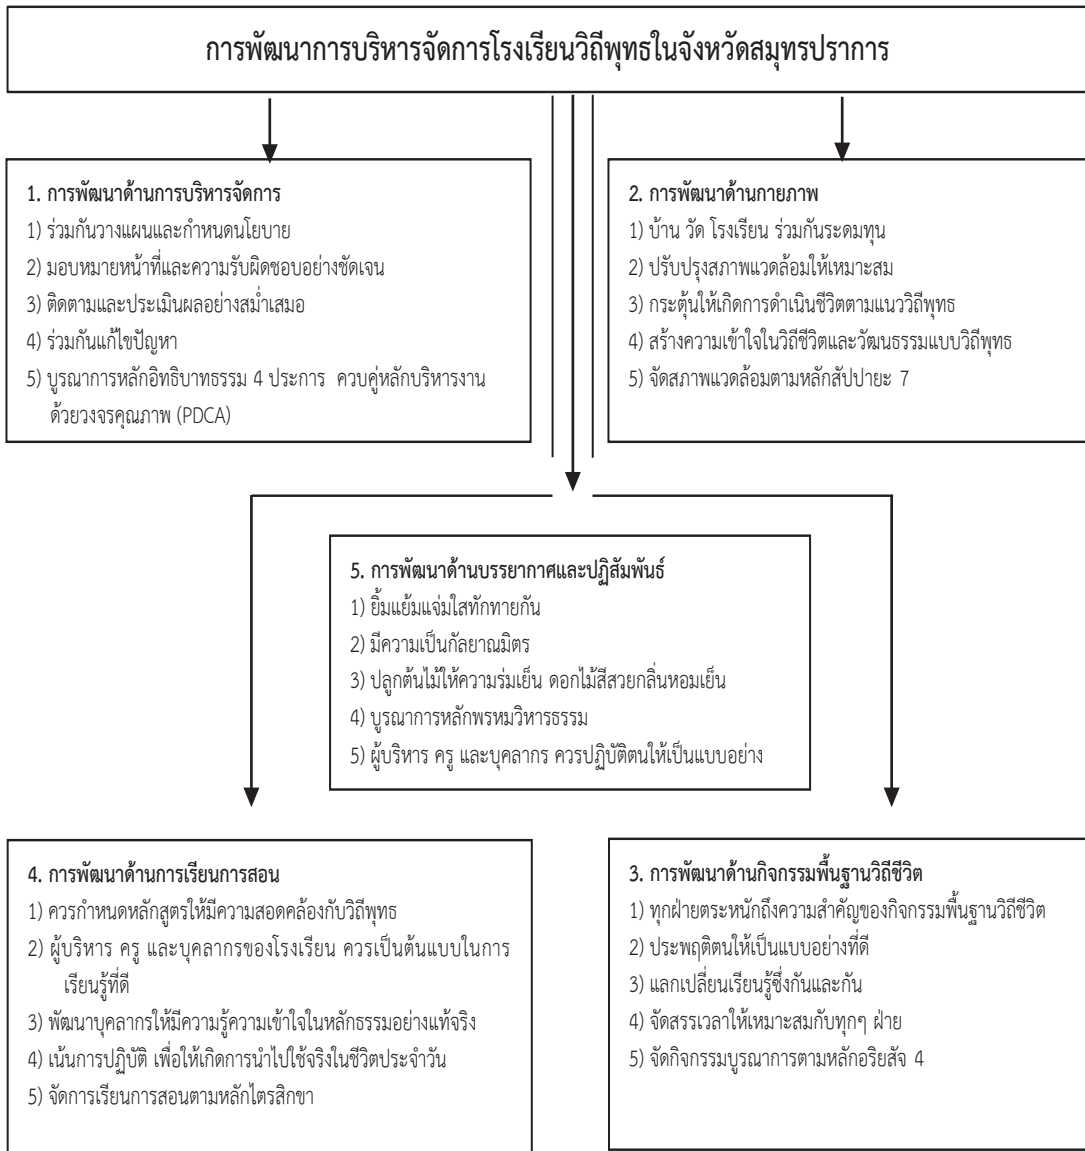 การพัฒนาการบริหารจัดการโรงเรียนวิถีพุทธในจังหวัดสมุทรปราการ
1. การพัฒนาด้านการบริหารจัดการ
1) ร่วมกันวางแผนและกำหนดนโยบาย
2) มอบหมายหน้าที่และความรับผิดชอบอย่างชัดเจน
3) ติดตามและประเมินผลอย่างสม่ำเสมอ
4) ร่วมกันแก้ไขปัญหา
5) บูรณาการหลักอิทธิบาทธรรม 4 ประการ ควบคู่หลักบริหารงาน
ด้วยวงจรคุณภาพ (PDCA)
2. การพัฒนาด้านกายภาพ
1) บ้าน วัด โรงเรียน ร่วมกันระดมทุน
2) ปรับปรุงสภาพแวดล้อมให้เหมาะสม
3) กระตุ้นให้เกิดการดำเนินชีวิตตามแนววิถีพุทธ
4) สร้างความเข้าใจในวิถีชีวิตและวัฒนธรรมแบบวิถีพุทธ
5) จัดสภาพแวดล้อมตามหลักสัปปายะ 7
5. การพัฒนาด้านบรรยากาศและปฏิสัมพันธ์
1) ยิ้มแย้มแจ่มใสทักทายกัน
2) มีความเป็นกัลยาณมิตร
3) ปลูกต้นไม้ให้ความร่มเย็น ดอกไม้สีสวยกลิ่นหอมเย็น
4) บูรณาการหลักพรหมวิหารธรรม
5) ผู้บริหาร ครู และบุคลากร ควรปฏิบัติตนให้เป็นแบบอย่าง
4. การพัฒนาด้านการเรียนการสอน
1) ควรกำหนดหลักสูตรให้มีความสอดคล้องกับวิถีพุทธ
2) ผู้บริหาร ครู และบุคลากรของโรงเรียน ควรเป็นต้นแบบในการ
เรียนรู้ที่ดี
3) พัฒนาบุคลากรให้มีความรู้ความเข้าใจในหลักธรรมอย่างแท้จริง
4) เน้นการปฏิบัติ เพื่อให้เกิดการนำไปใช้จริงในชีวิตประจำวัน
5) จัดการเรียนการสอนตามหลักไตรสิกขา
3. การพัฒนาด้านกิจกรรมพื้นฐานวิถีชีวิต
1) ทุกฝ่ายตระหนักถึงความสำคัญของกิจกรรมพื้นฐานวิถีชีวิต
2) ประพฤติตนให้เป็นแบบอย่างที่ดี
3) แลกเปลี่ยนเรียนรู้ซึ่งกันและกัน
4) จัดสรรเวลาให้เหมาะสมกับทุกๆ ฝ่าย
5) จัดกิจกรรมบูรณาการตามหลักอริยสัจ 4